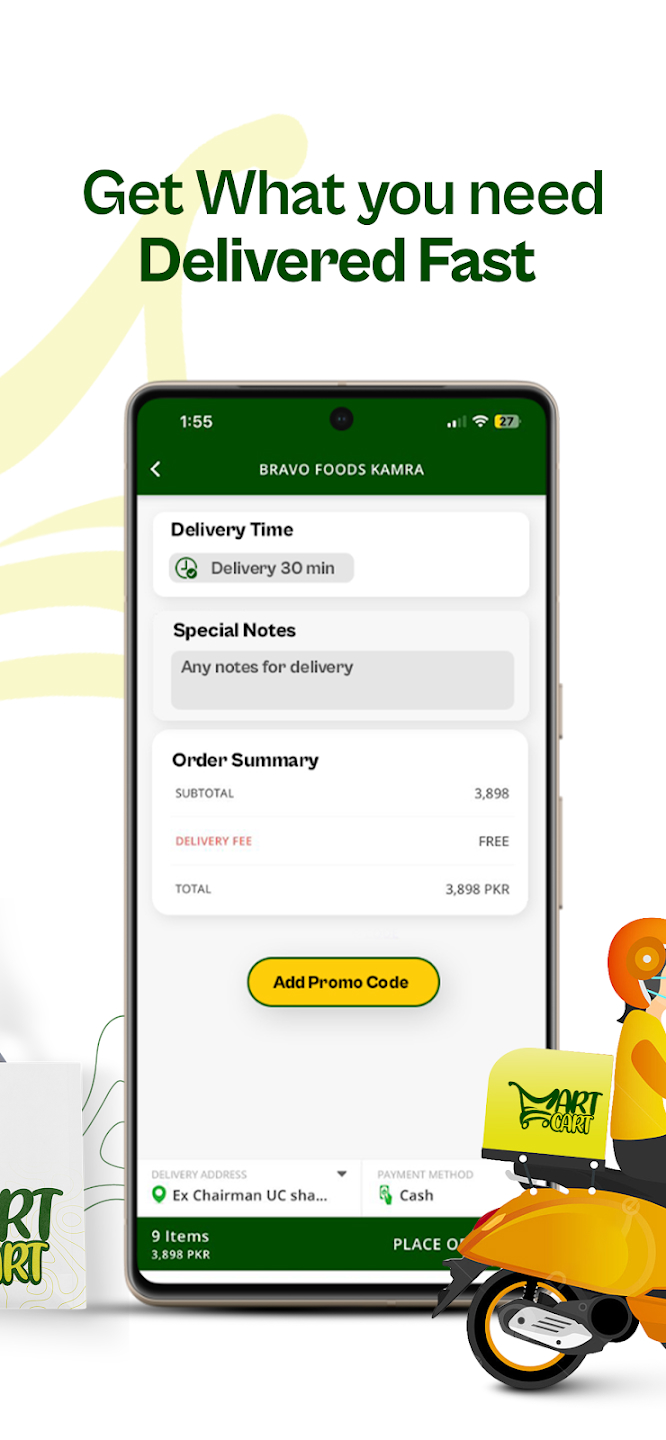 Get What you need
Delivered Fast
1:55
27
BRAVO FOODS KAMRA
Delivery Time
Delivery 30 min
Special Notes
Any notes for delivery
Order Summary
SUBTOTAL 3,898
DELIVERY FEE FREE
TOTAL 3,898 PKR
Add Promo Code
MART
CART
DELIVERY ADDRESS
Ex Chairman UC sha...
PAYMENT METHOD
Cash
RT
ART
9 Items
3,898 PKR
PLACE O